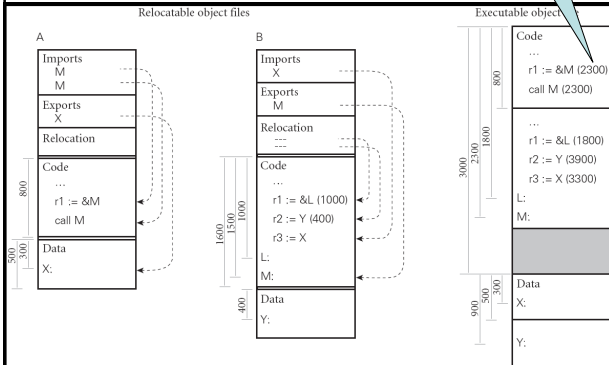 Relocatable object files
A
Imports
M
M
Exports
X
Relocation
Code
...
r1 := &M
call M
Data
X:
800
500
300
B
Imports
X
Exports
M
Relocation
---
---
Code
...
r1 := &L (1000)
r2 := Y (400)
r3 := X
L:
M:
Data
Y:
1600
1500
1000
400
Executable object
Code
...
r1 := &M (2300)
call M (2300)
...
r1 := &L (1800)
r2 := Y (3900)
r3 := X (3300)
L:
M:
Data
X:
Y:
800
3000
2300
1800
900
500
300